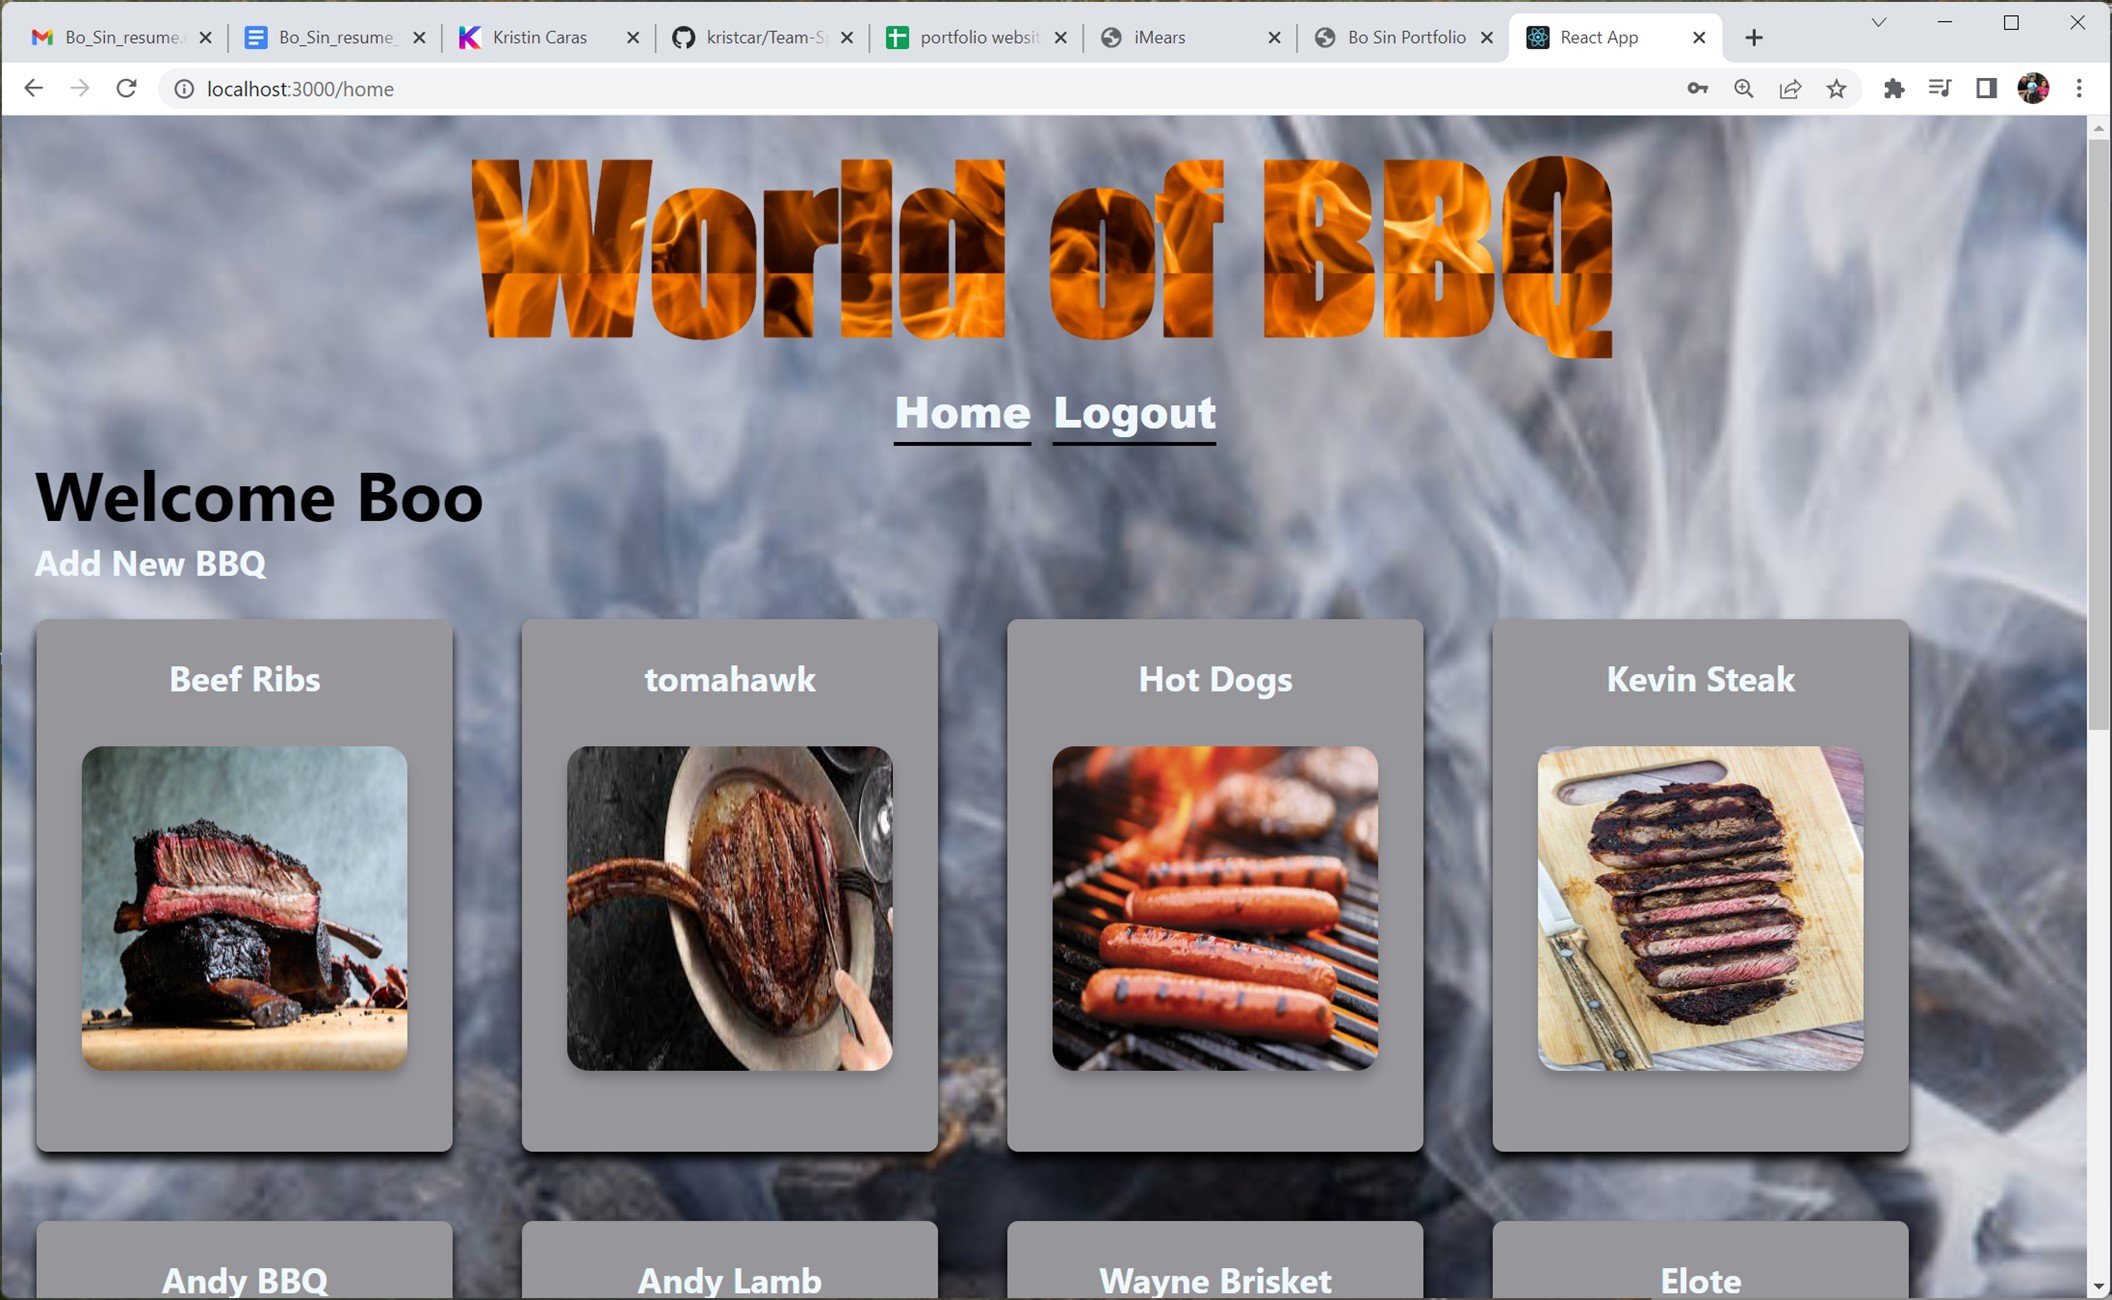 Bo_Sin_resume.
Bo_Sin_resume_
Kristin Caras
kristcar/Team-Sp
portfolio websit
iMears
Bo Sin Portfolio
React App
localhost:3000/home
World of BBQ
Home Logout
Welcome Boo
Add New BBQ
Beef Ribs
tomahawk
Hot Dogs
Kevin Steak
Andy BBQ
Andy Lamb
Wayne Brisket
Elote